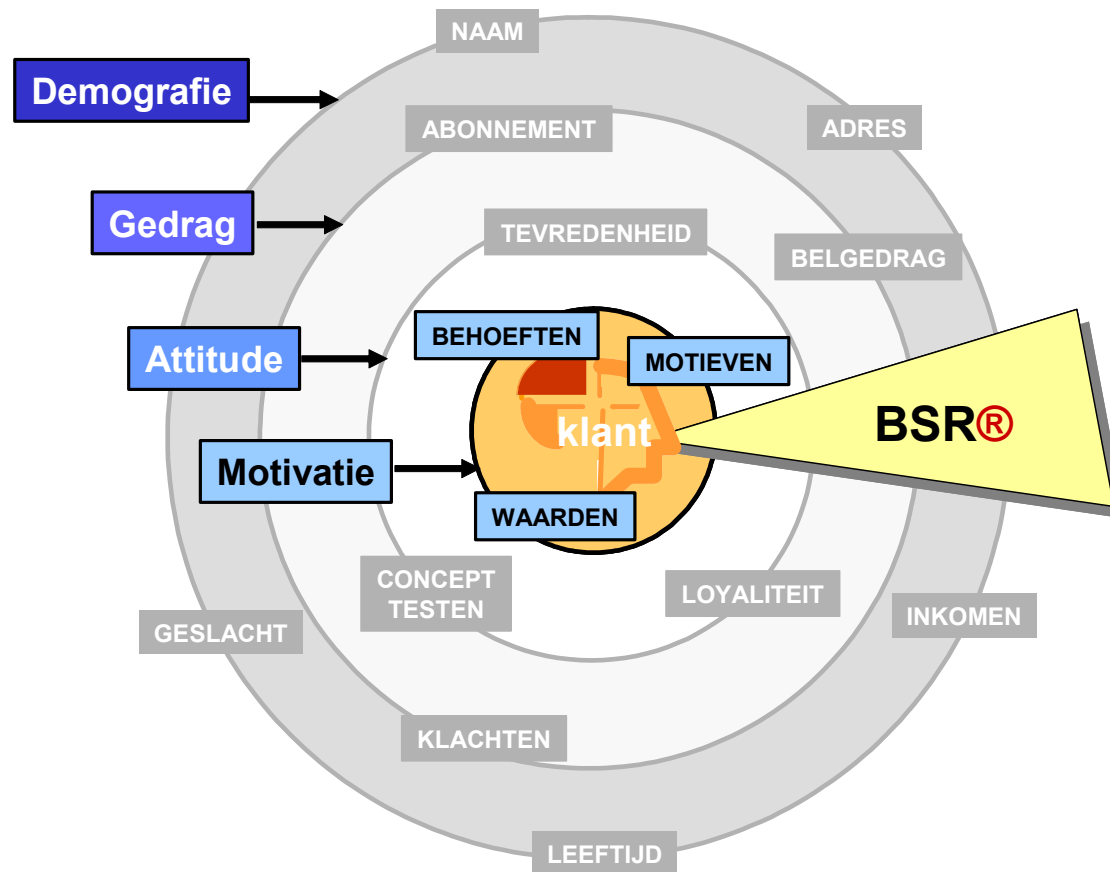 NAAM
Demografie
ADRES
ABONNEMENT
Gedrag
TEVREDENHEID
BELGEDRAG
BEHOEFTEN
Attitude
MOTIEVEN
klant
BSR®
Motivatie
WAARDEN
CONCEPT
TESTEN
LOYALITEIT
INKOMEN
GESLACHT
KLACHTEN
LEEFTIJD